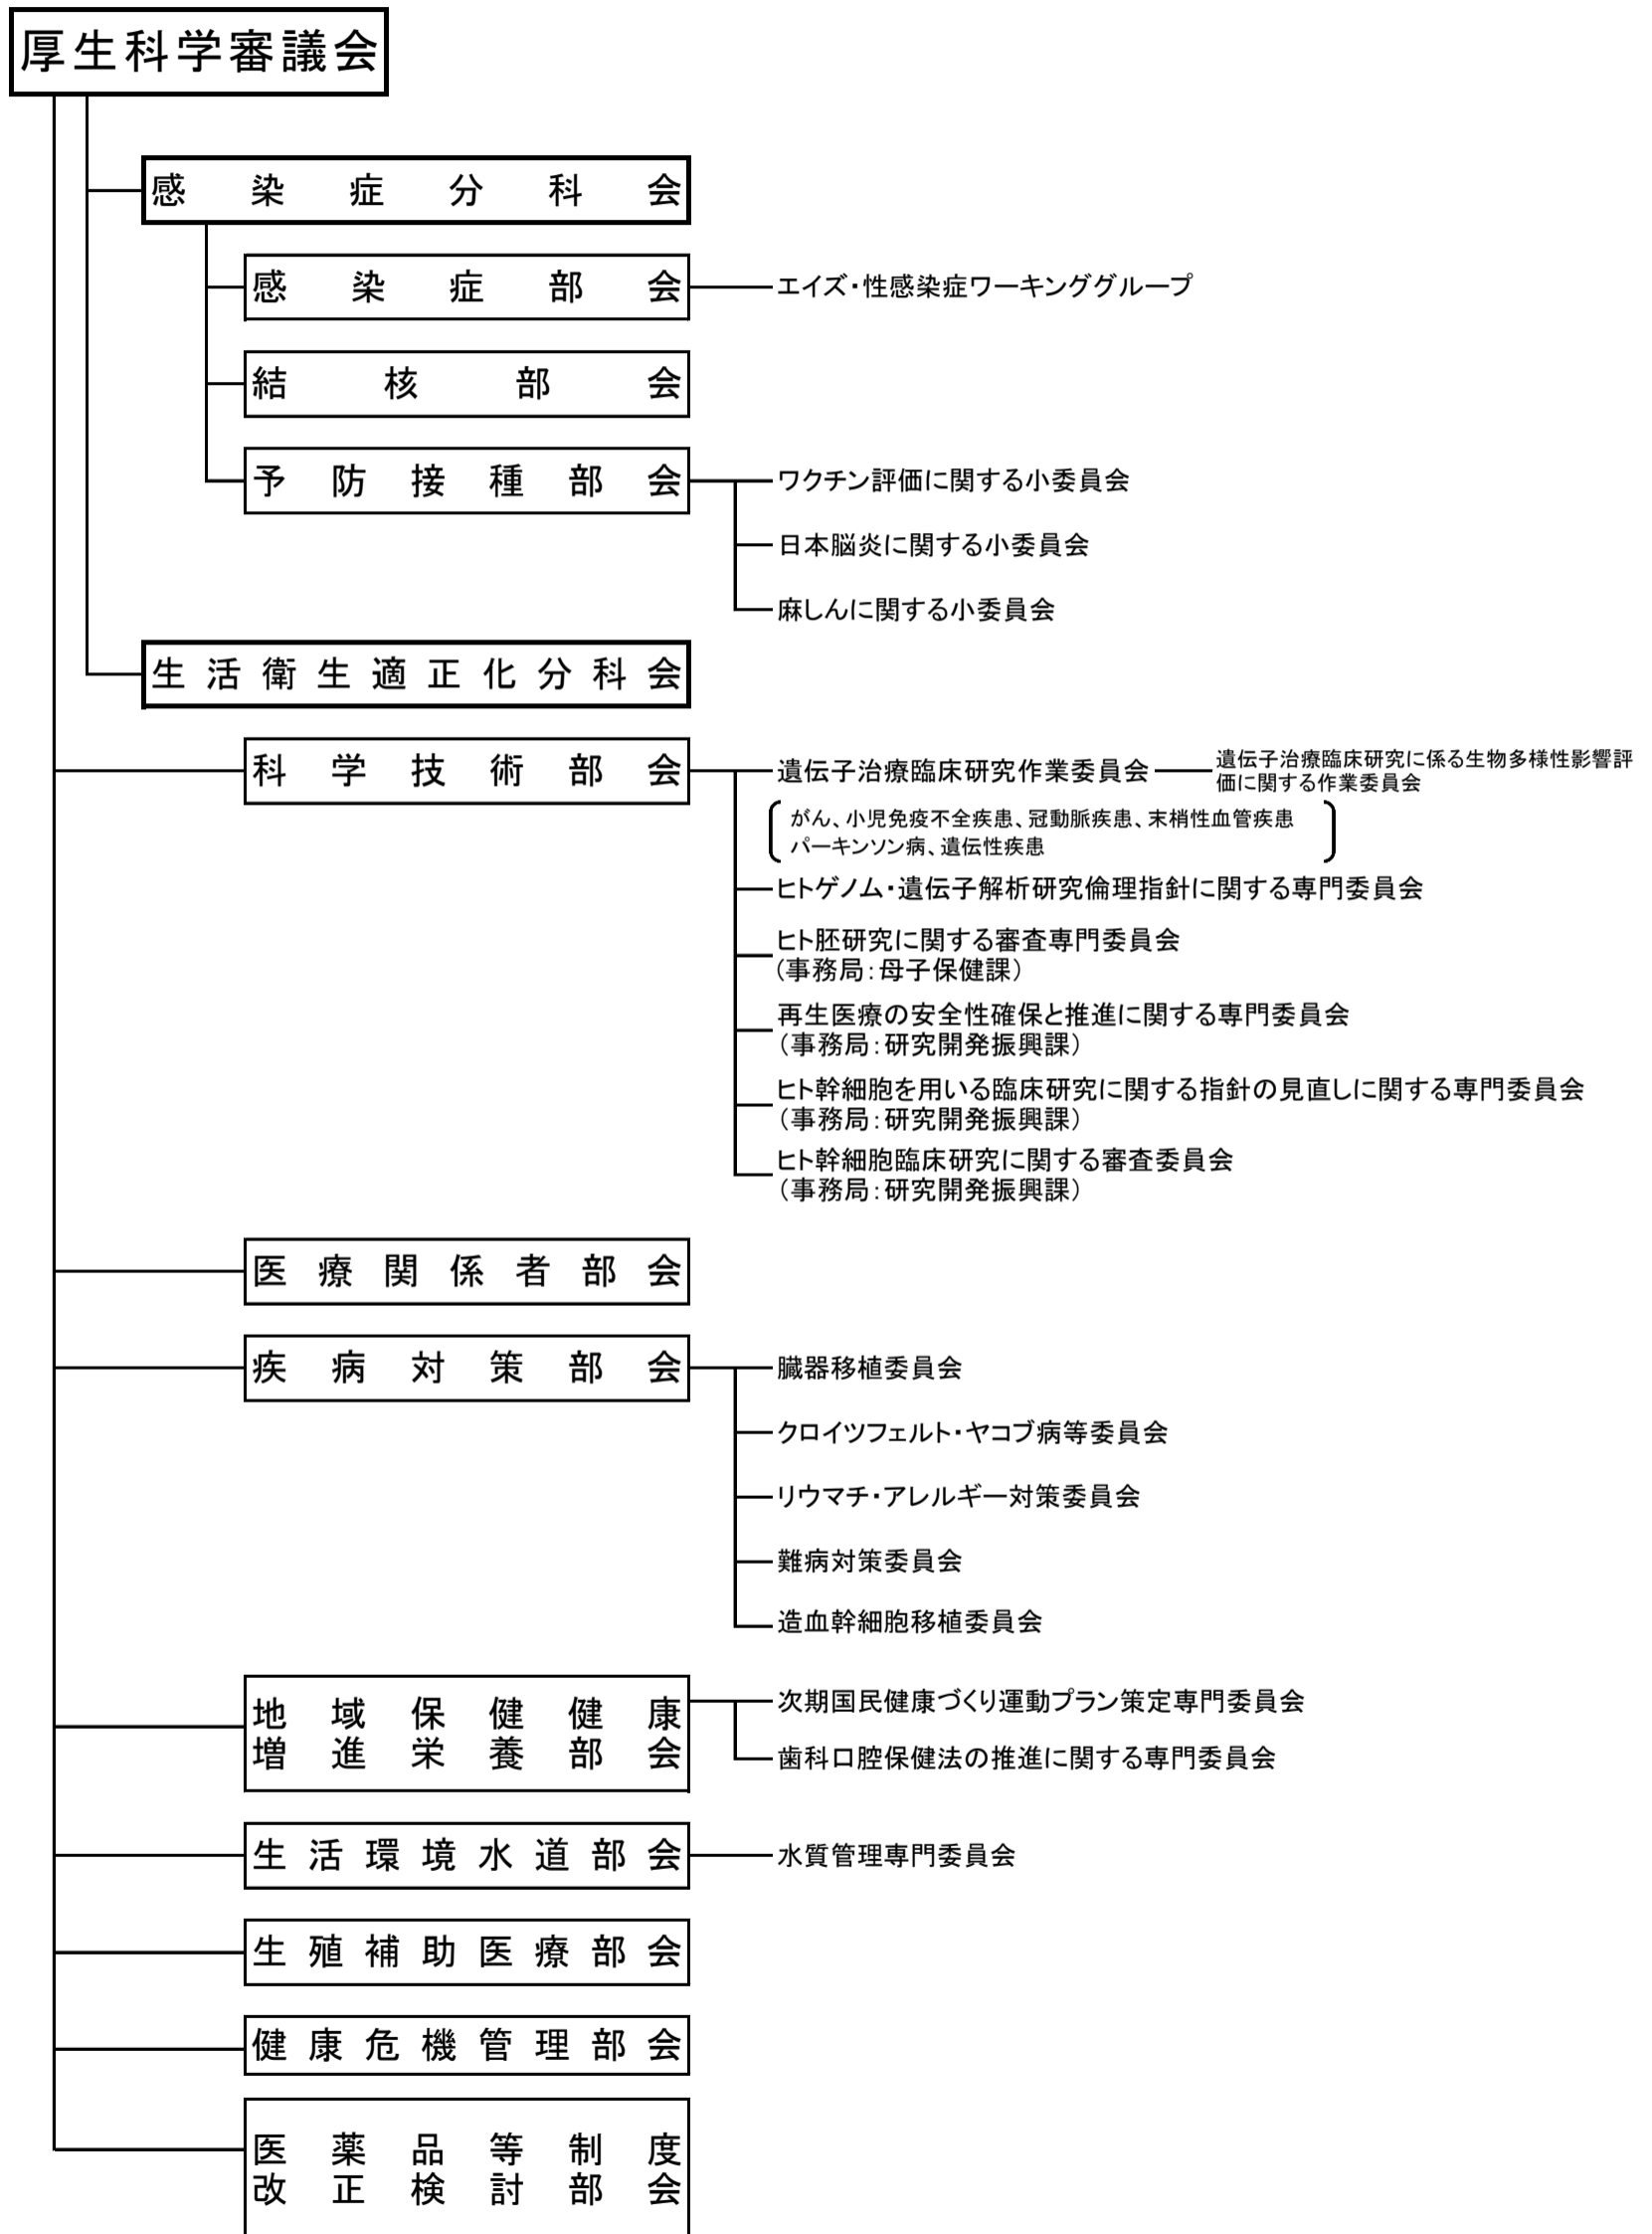 厚生科学審議会
感染症分科会
感染症部会
エイズ・性感染症ワーキンググループ
結核部会
予防接種部会
ワクチン評価に関する小委員会
日本脳炎に関する小委員会
麻しんに関する小委員会
生活衛生適正化分科会
科学技術部会
遺伝子治療臨床研究作業委員会
遺伝子治療臨床研究に係る生物多様性影響評
価に関する作業委員会
がん、小児免疫不全疾患、冠動脈疾患、末梢性血管疾患
パーキンソン病、遺伝性疾患
ヒトゲノム・遺伝子解析研究倫理指針に関する専門委員会
ヒト胚研究に関する審査専門委員会
（事務局：母子保健課）
再生医療の安全性確保と推進に関する専門委員会
（事務局：研究開発振興課）
ヒト幹細胞を用いる臨床研究に関する指針の見直しに関する専門委員会
（事務局：研究開発振興課）
ヒト幹細胞臨床研究に関する審査委員会
（事務局：研究開発振興課）
医療関係者部会
疾病対策部会
臓器移植委員会
クロイツフェルト・ヤコブ病等委員会
リウマチ・アレルギー対策委員会
難病対策委員会
造血幹細胞移植委員会
地域保健健康
増進栄養部会
次期国民健康づくり運動プラン策定専門委員会
歯科口腔保健法の推進に関する専門委員会
生活環境水道部会
水質管理専門委員会
生殖補助医療部会
健康危機管理部会
医薬品等制度
改正検討部会